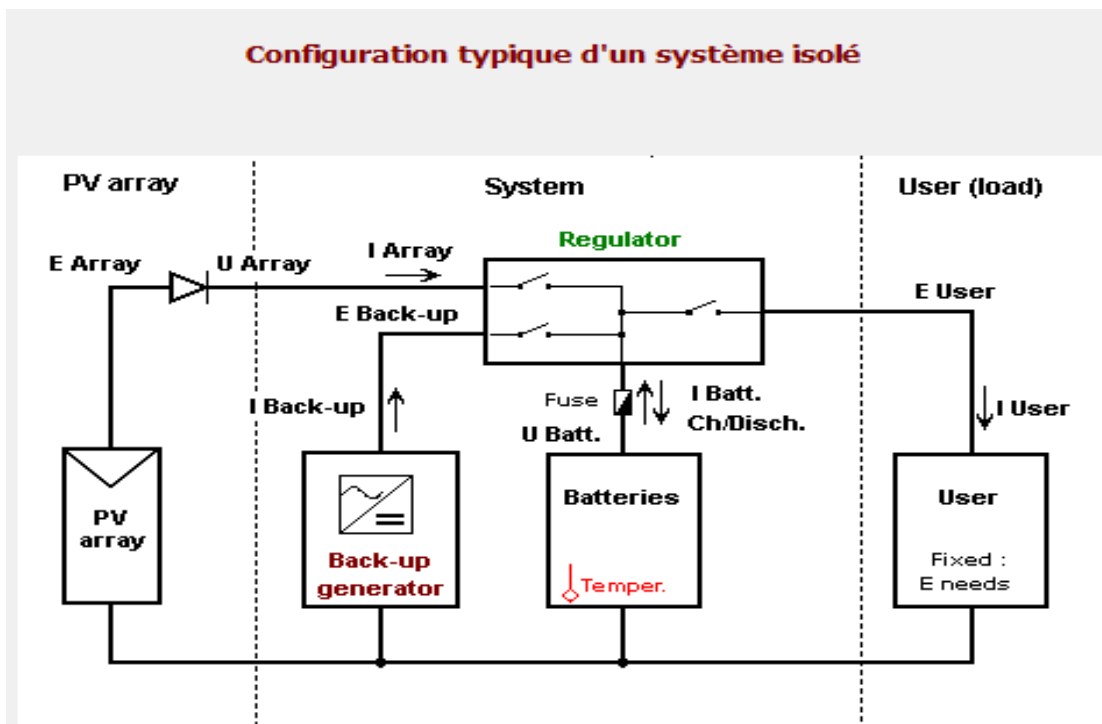 Configuration typique d'un système isolé
PV array
System
User (load)
Regulator
I Array
E Array
U Array
E User
E Back-up
I Back-up
Fuse
I Batt.
Ch/Disch.
U Batt.
I User
PV
array
Back-up
generator
Batteries
Temper.
User
Fixed :
E needs